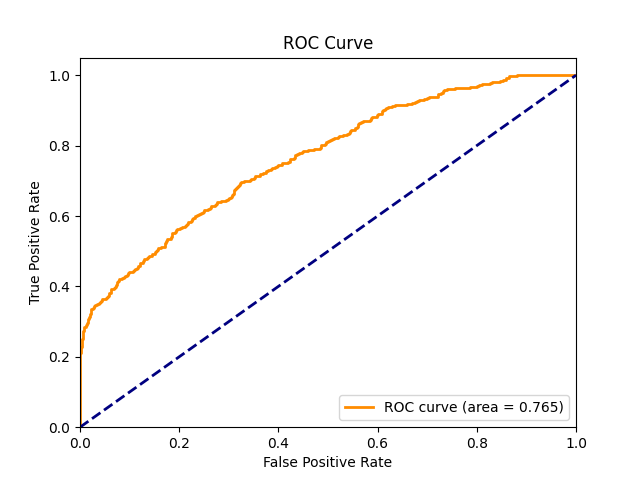 ROC Curve
True Positive Rate
1.0
0.8
0.6
0.4
0.2
0.0
ROC curve (area = 0.765)
0.0 0.2 0.4 0.6 0.8 1.0
False Positive Rate